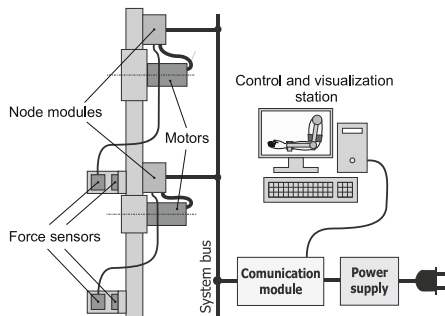 Control and visualization
station
Node modules
Motors
Force sensors
System bus
Comunication
module
Power
supply